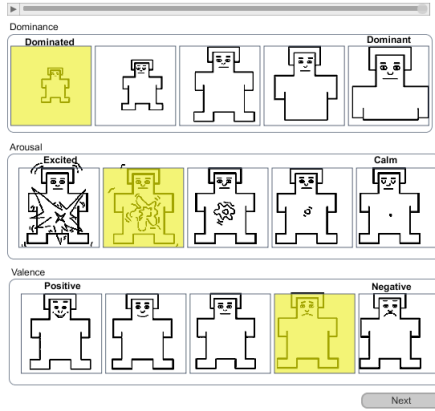 Dominance
Dominated Dominant
Arousal
Excited Calm
Valence
Positive Negative
Next